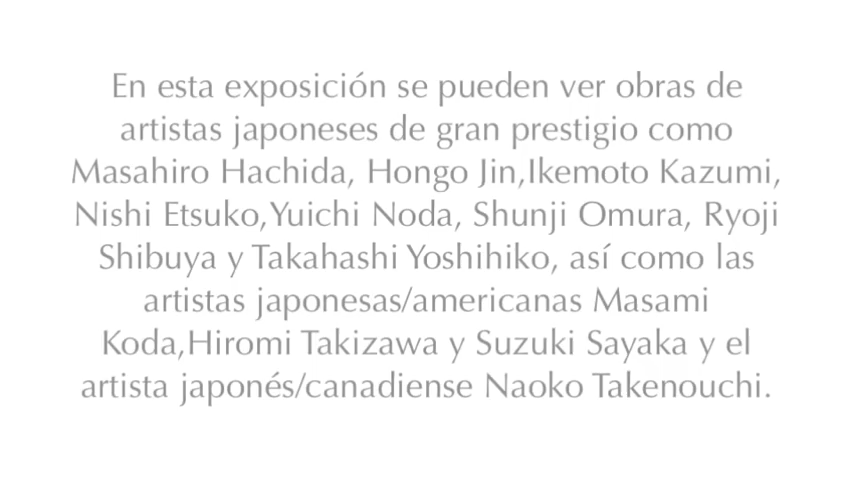 En esta exposición se pueden ver obras de
artistas japoneses de gran prestigio como
Masahiro Hachida, Hongo Jin,Ikemoto Kazumi,
Nishi Etsuko,Yuichi Noda, Shunji Omura, Ryoji
Shibuya y Takahashi Yoshihiko, así como las
artistas japonesas/americanas Masami
Koda,Hiromi Takizawa y Suzuki Sayaka y el
artista japonés/canadiense Naoko Takenouchi.